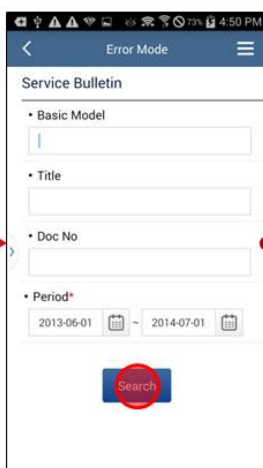 73% 4:50 PM
Error Mode
Service Bulletin
• Basic Model
• Title
• Doc No
• Period*
2013-06-01 ~ 2014-07-01
Search